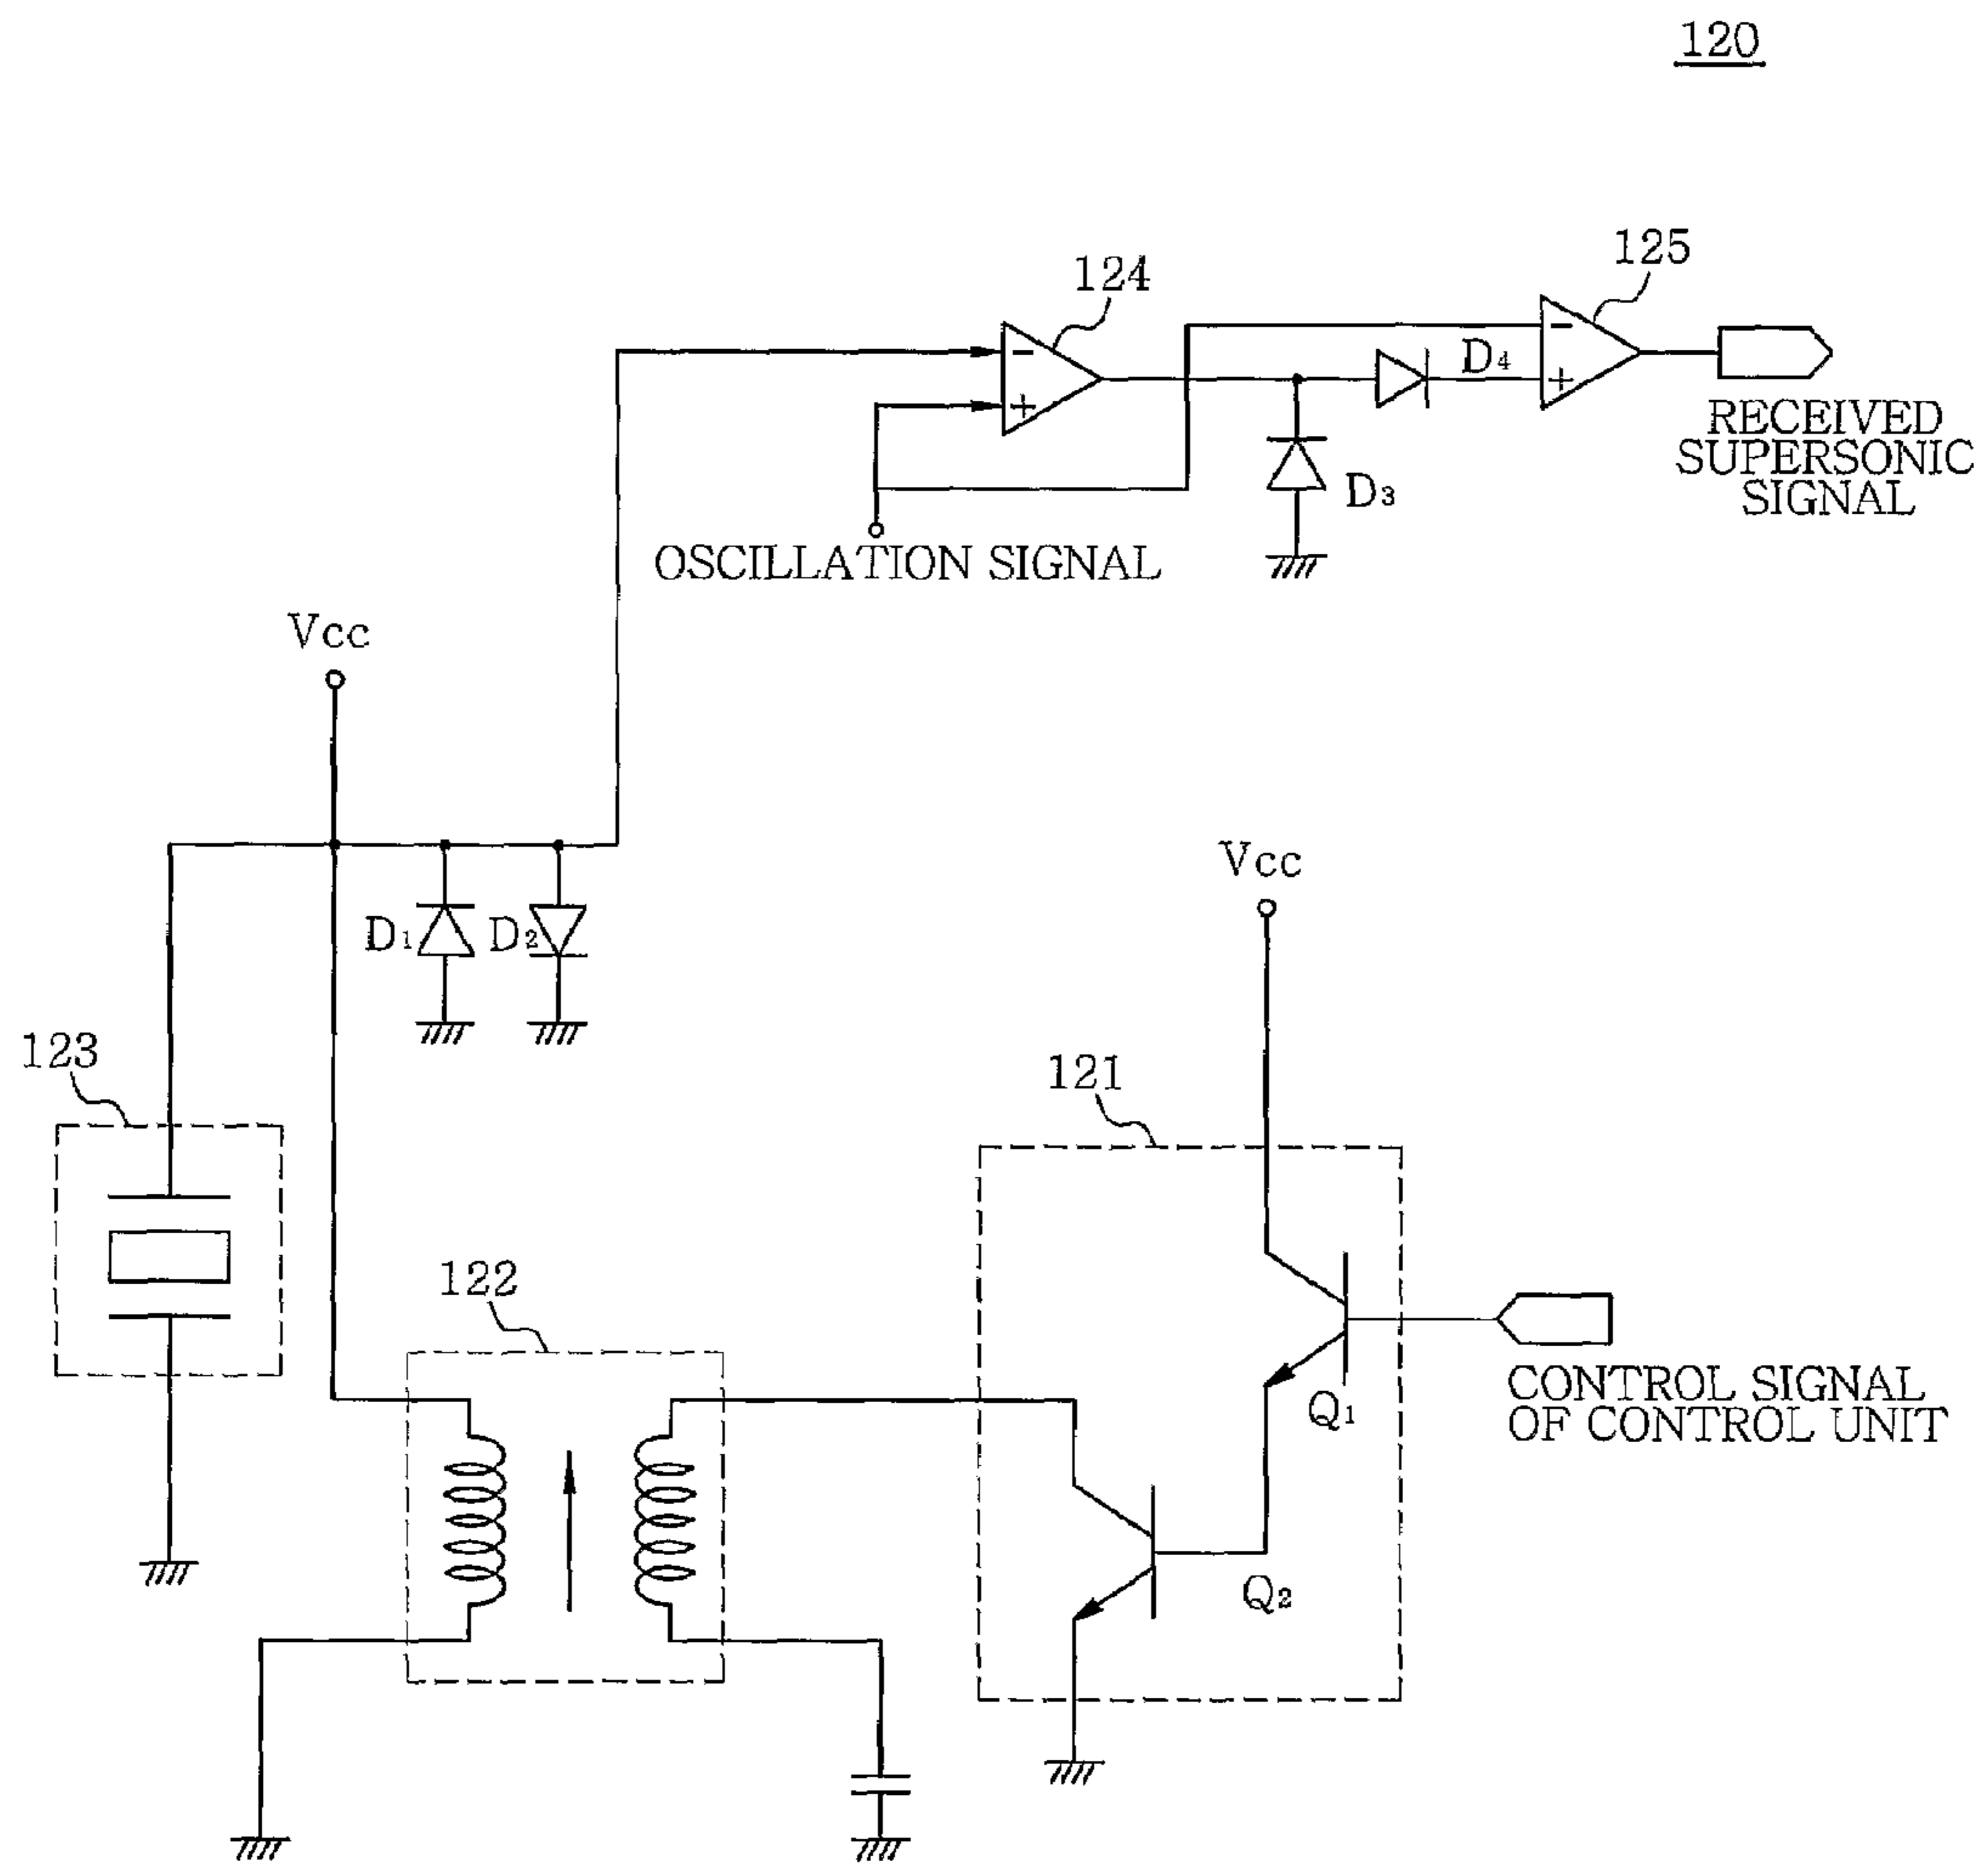 120
124
125
−
+
−
+
D4
D3
RECEIVED
SUPERSONIC
SIGNAL
OSCILLATION SIGNAL
Vcc
D1
D2
Vcc
123
121
122
Q1
CONTROL SIGNAL
OF CONTROL UNIT
Q2